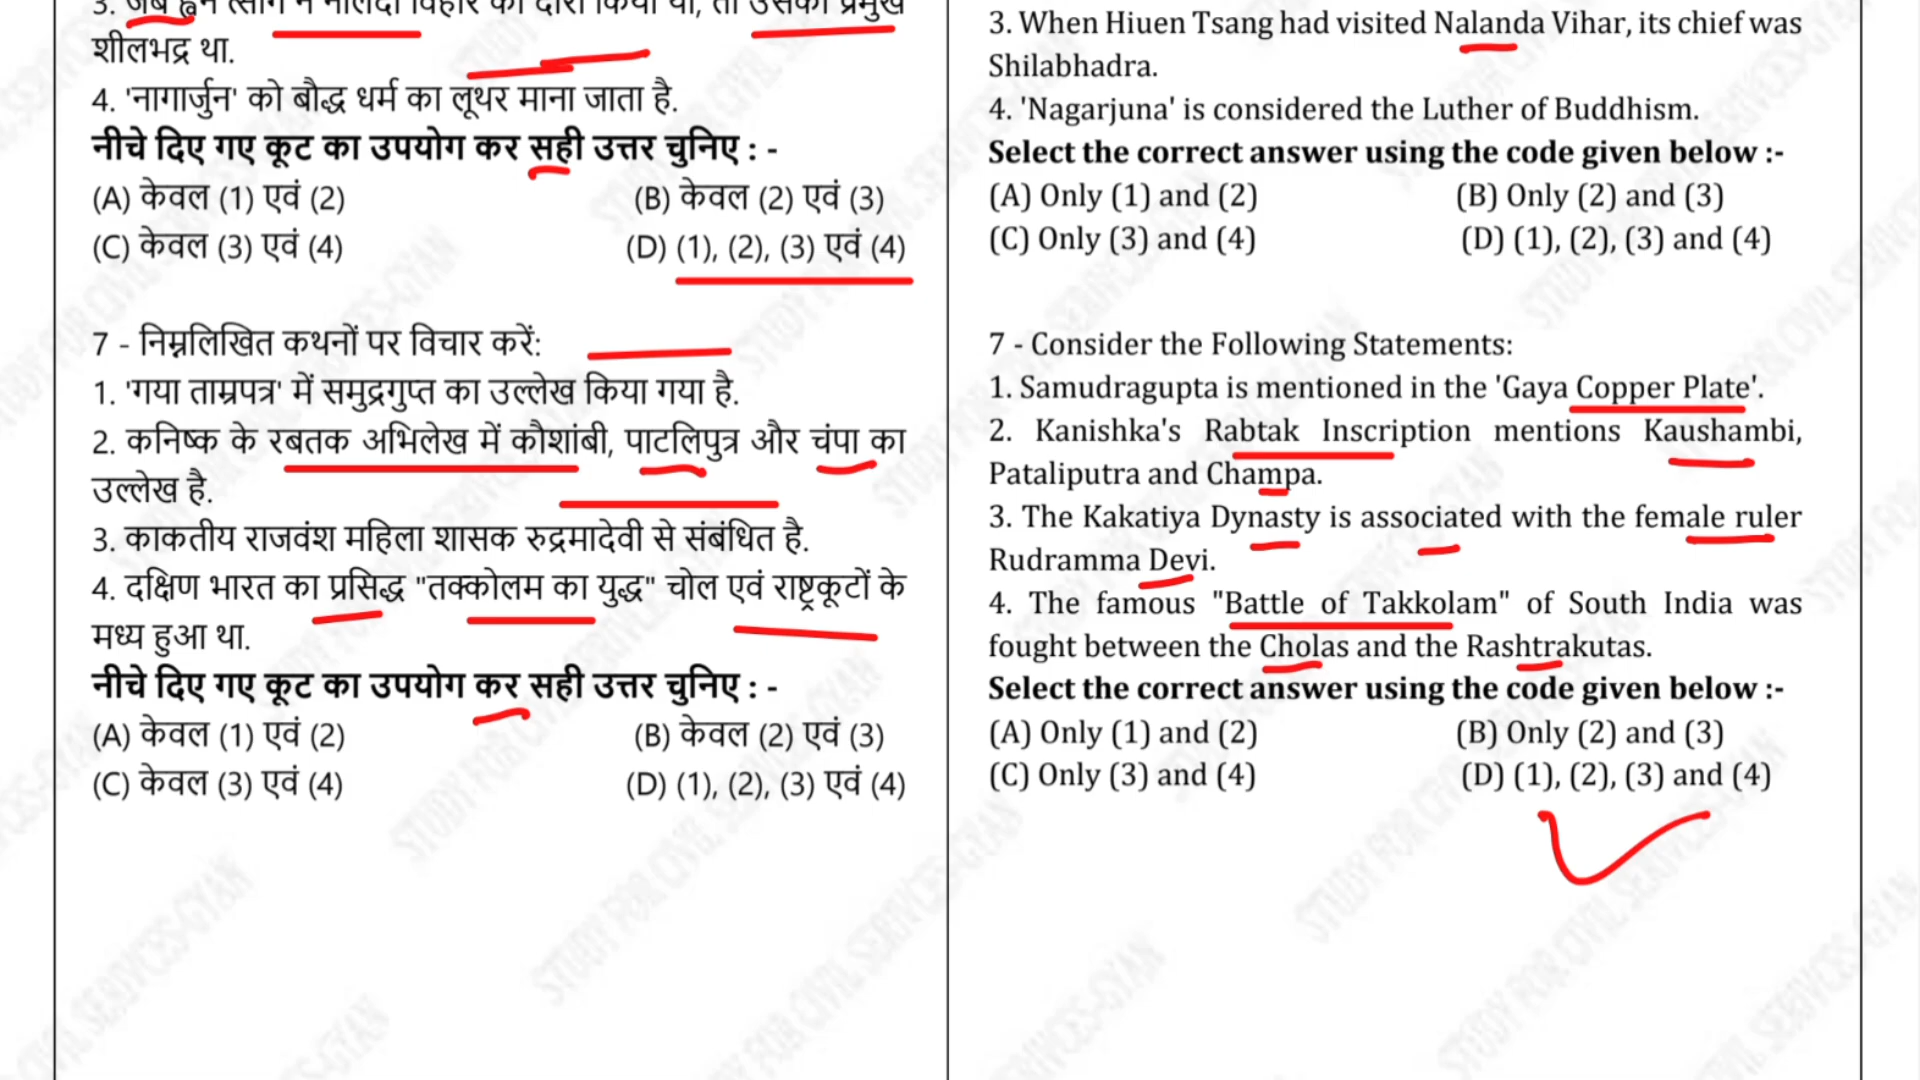 3. जब ह्वेन त्सांग ने नालंदा विहार का दौरा किया था, तो उसका प्रमुख
शीलभद्र था.
4. 'नागार्जुन' को बौद्ध धर्म का लूथर माना जाता है.
नीचे दिए गए कूट का उपयोग कर सही उत्तर चुनिए : -
(A) केवल (1) एवं (2) (B) केवल (2) एवं (3)
(C) केवल (3) एवं (4) (D) (1), (2), (3) एवं (4)
7 - निम्नलिखित कथनों पर विचार करें:
1. 'गया ताम्रपत्र' में समुद्रगुप्त का उल्लेख किया गया है.
2. कनिष्क के रबतक अभिलेख में कौशांबी, पाटलिपुत्र और चंपा का
उल्लेख है.
3. काकतीय राजवंश महिला शासक रुद्रमादेवी से संबंधित है.
4. दक्षिण भारत का प्रसिद्ध "तक्कोलम का युद्ध" चोल एवं राष्ट्रकूटों के
मध्य हुआ था.
नीचे दिए गए कूट का उपयोग कर सही उत्तर चुनिए : -
(A) केवल (1) एवं (2) (B) केवल (2) एवं (3)
(C) केवल (3) एवं (4) (D) (1), (2), (3) एवं (4)
3. When Hiuen Tsang had visited Nalanda Vihar, its chief was
Shilabhadra.
4. 'Nagarjuna' is considered the Luther of Buddhism.
Select the correct answer using the code given below :-
(A) Only (1) and (2) (B) Only (2) and (3)
(C) Only (3) and (4) (D) (1), (2), (3) and (4)
7 - Consider the Following Statements:
1. Samudragupta is mentioned in the 'Gaya Copper Plate'.
2. Kanishka's Rabtak Inscription mentions Kaushambi,
Pataliputra and Champa.
3. The Kakatiya Dynasty is associated with the female ruler
Rudramma Devi.
4. The famous "Battle of Takkolam" of South India was
fought between the Cholas and the Rashtrakutas.
Select the correct answer using the code given below :-
(A) Only (1) and (2) (B) Only (2) and (3)
(C) Only (3) and (4) (D) (1), (2), (3) and (4)
STUDY FOR CIVIL SERIVCES-GYAN